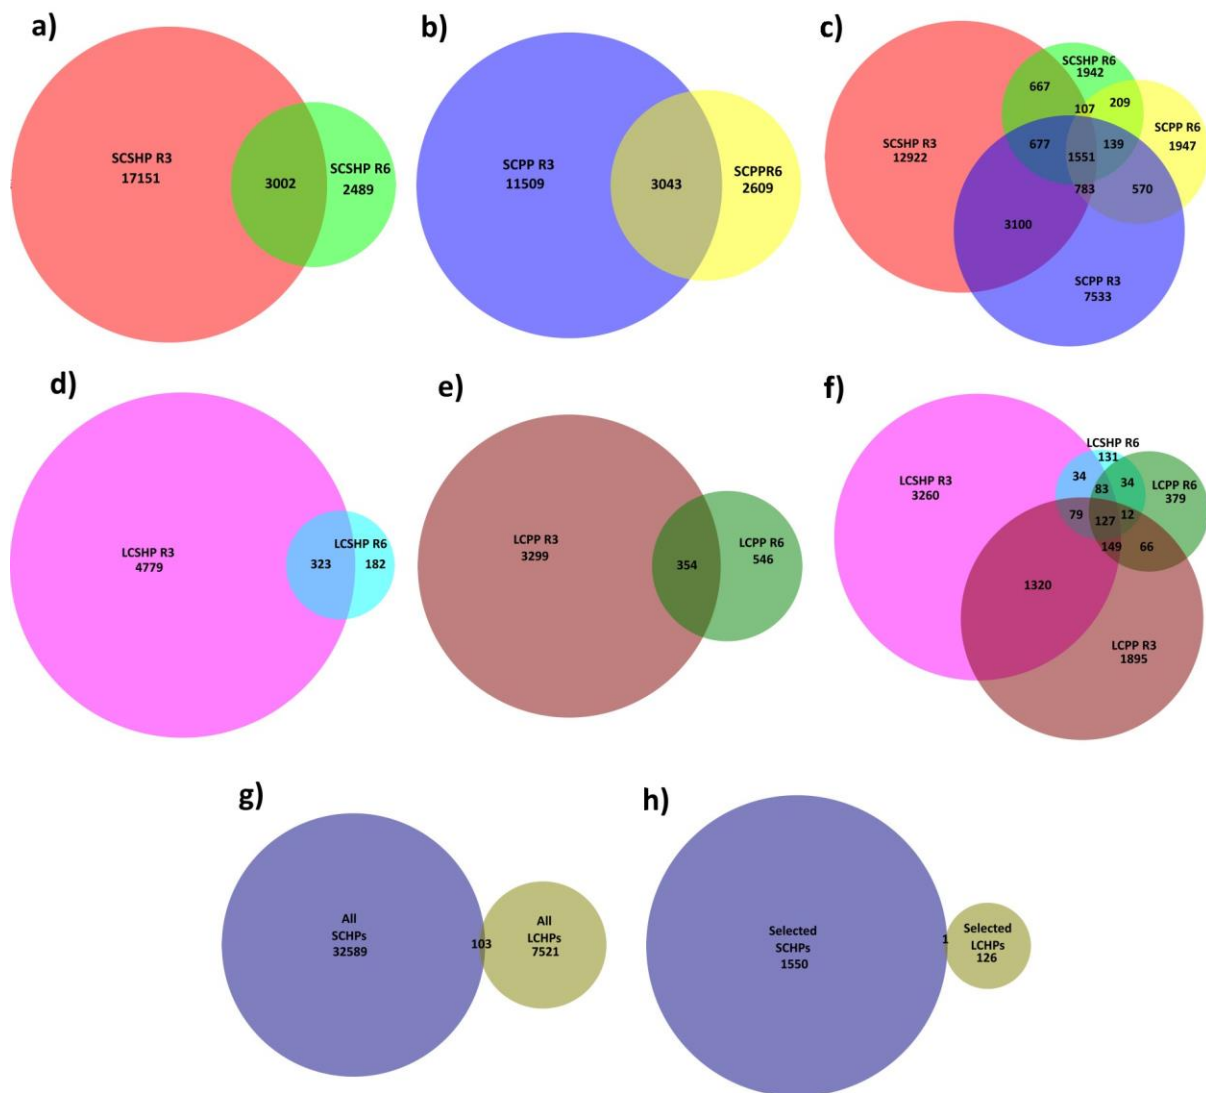 a)
SCSHP R3
17151
3002
SCSHP R6
2489
b)
SCPP R3
11509
3043
SCPPR6
2609
c)
SCSHP R3
12922
SCSHP R6
1942
667
107
209
SCPP R6
1947
677
1551
139
783
570
3100
SCPP R3
7533
d)
LCSHP R3
4779
323
LCSHP R6
182
e)
LCPP R3
3299
354
LCPP R6
546
f)
LCSHP R3
3260
LCSHP R6
131
34
83
34
LCPP R6
379
79
127
12
149
66
1320
LCPP R3
1895
g)
All
SCHPs
32589
103
All
LCHPs
7521
h)
Selected
SCHPs
1550
1
Selected
LCHPs
126